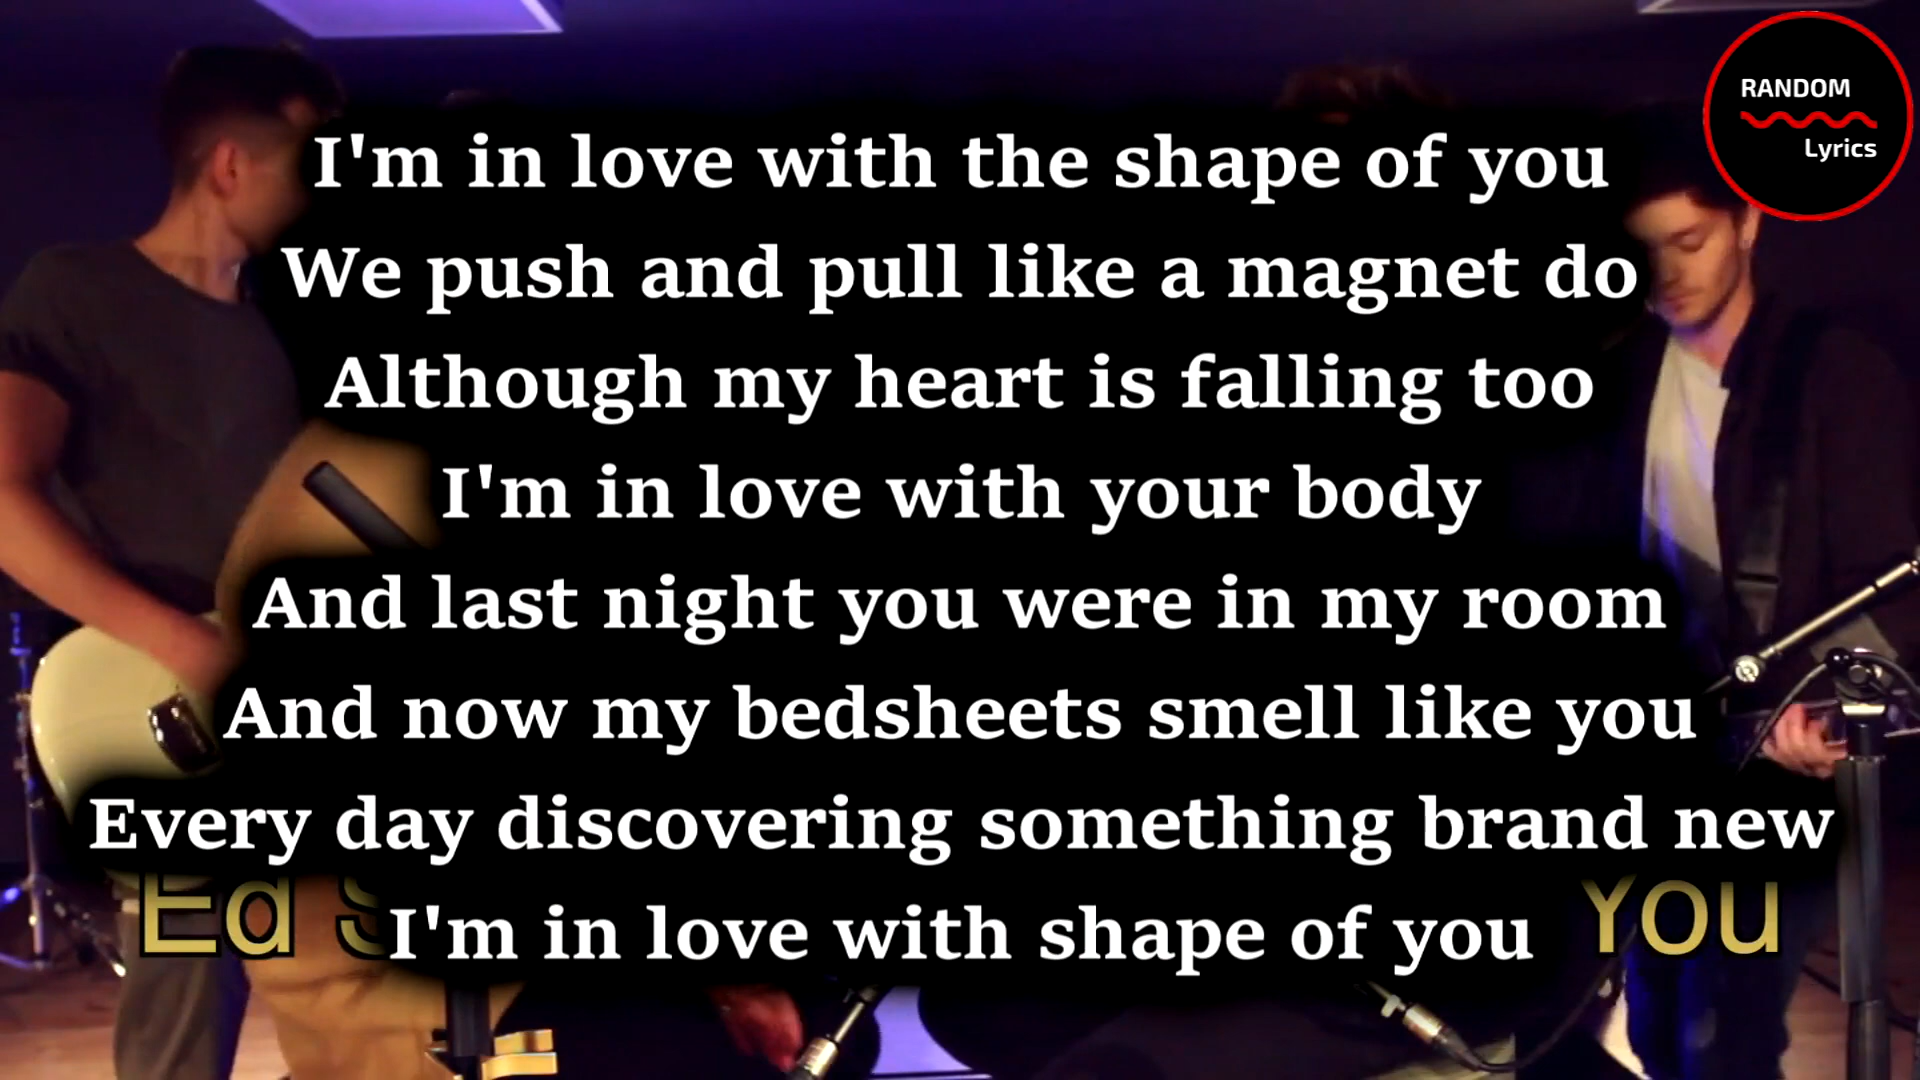 RANDOM
Lyrics
I'm in love with the shape of you
We push and pull like a magnet do
Although my heart is falling too
I'm in love with your body
And last night you were in my room
And now my bedsheets smell like you
Every day discovering something brand new
Ed
I'm in love with shape of you
You